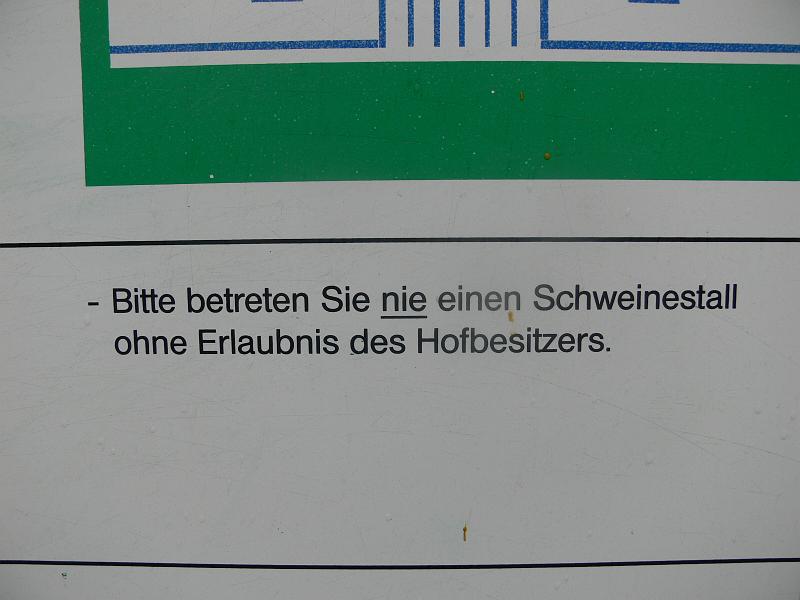 - Bitte betreten Sie nie einen Schweinestall
ohne Erlaubnis des Hofbesitzers.